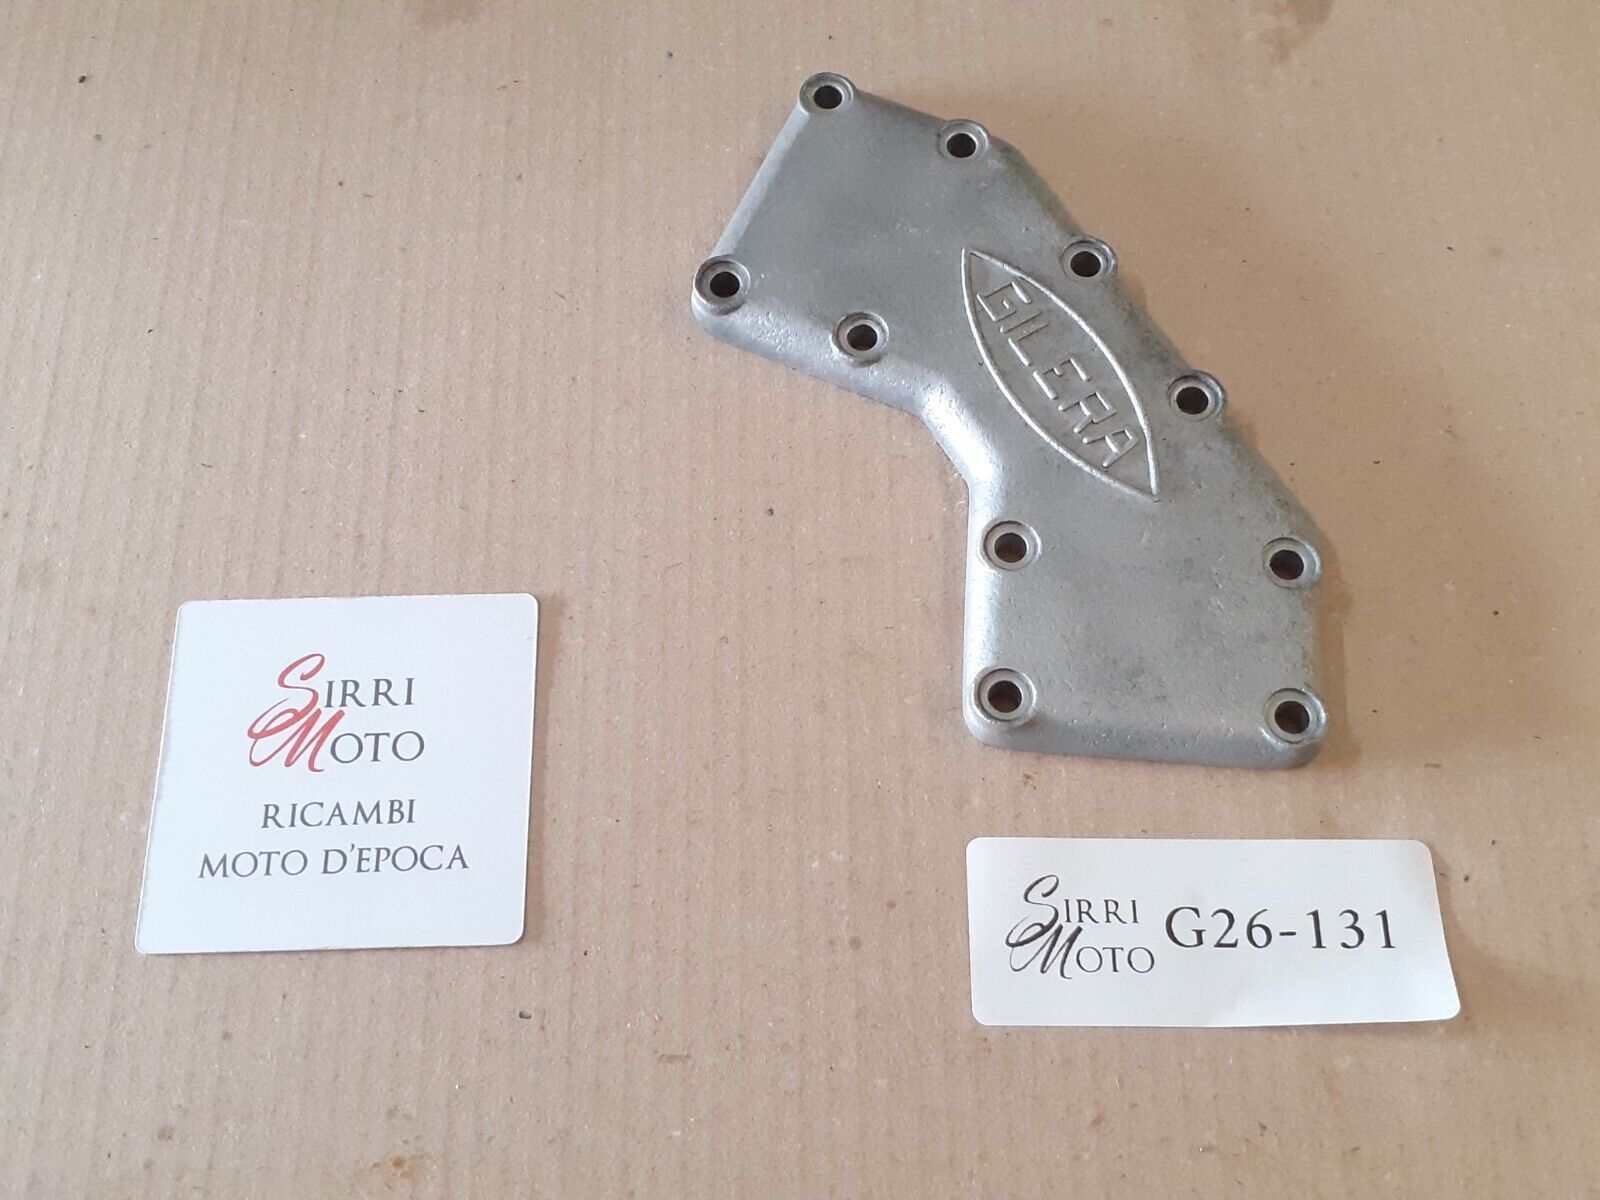 GILERA
SIRRI
MOTO
RICAMBI
MOTO D'EPOCA
SIRRI
MOTO
G26-131